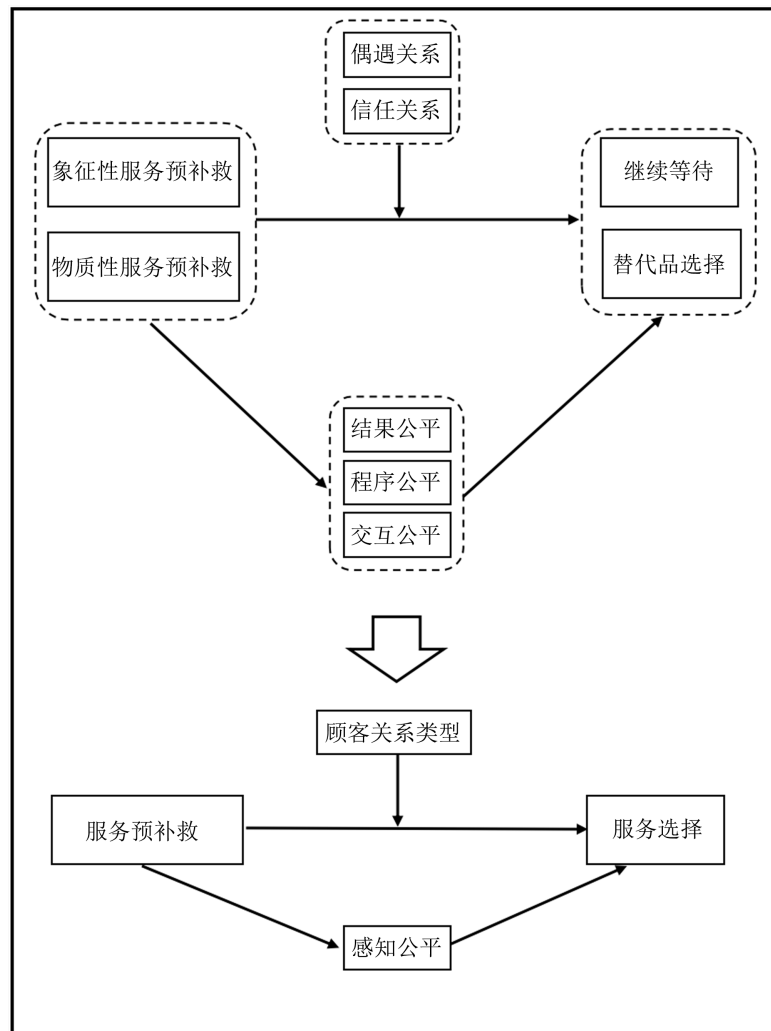 偶遇关系
信任关系
象征性服务预补救
物质性服务预补救
继续等待
替代品选择
结果公平
程序公平
交互公平
顾客关系类型
服务预补救
服务选择
感知公平